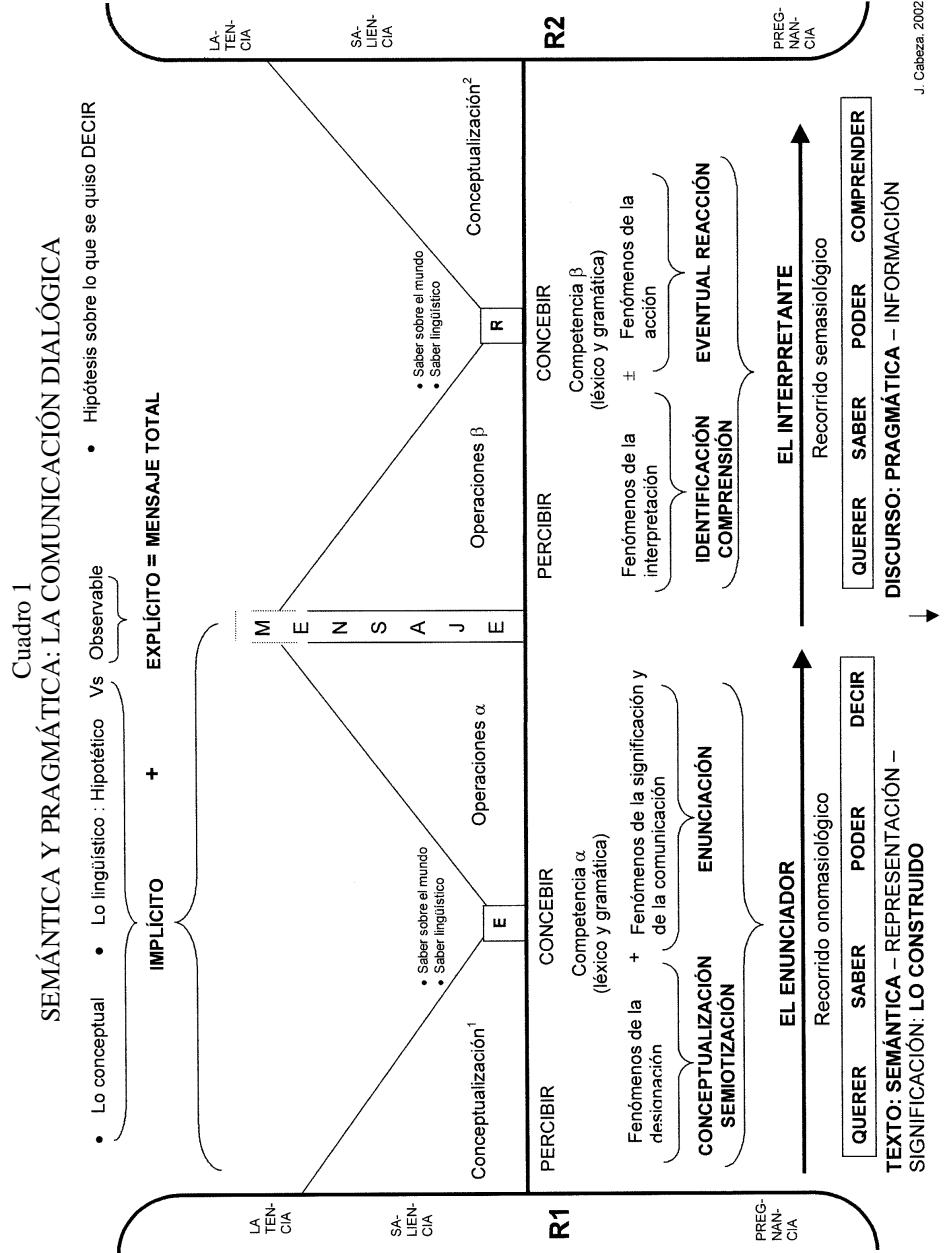 Cuadro 1
SEMÁNTICA Y PRAGMÁTICA: LA COMUNICACIÓN DIALÓGICA
• Lo conceptual • Lo lingüístico : Hipotético Vs Observable • Hipótesis sobre lo que se quiso DECIR
IMPLÍCITO + EXPLÍCITO = MENSAJE TOTAL
LA
TEN-
CIA
SA-
LIEN-
CIA
R1
PREG-
NAN-
CIA
LA-
TEN-
CIA
SA-
LIEN-
CIA
R2
PREG-
NAN-
CIA
M
E
N
S
A
J
E
• Saber sobre el mundo
• Saber lingüístico
• Saber sobre el mundo
• Saber lingüístico
Conceptualización¹ E Operaciones α Operaciones β R Conceptualización²
PERCIBIR CONCEBIR PERCIBIR CONCEBIR
Competencia α
(léxico y gramática)
Competencia β
(léxico y gramática)
Fenómenos de la
designación
+ Fenómenos de la significación y
de la comunicación
Fenómenos de la
interpretación
± Fenómenos de la
acción
CONCEPTUALIZACIÓN
SEMIOTIZACIÓN
ENUNCIACIÓN
IDENTIFICACIÓN
COMPRENSIÓN
EVENTUAL REACCIÓN
EL ENUNCIADOR
EL INTERPRETANTE
Recorrido onomasiológico
Recorrido semasiológico
QUERER SABER PODER DECIR
QUERER SABER PODER COMPRENDER
TEXTO: SEMÁNTICA – REPRESENTACIÓN –
SIGNIFICACIÓN: LO CONSTRUIDO
DISCURSO: PRAGMÁTICA – INFORMACIÓN
J. Cabeza. 2002